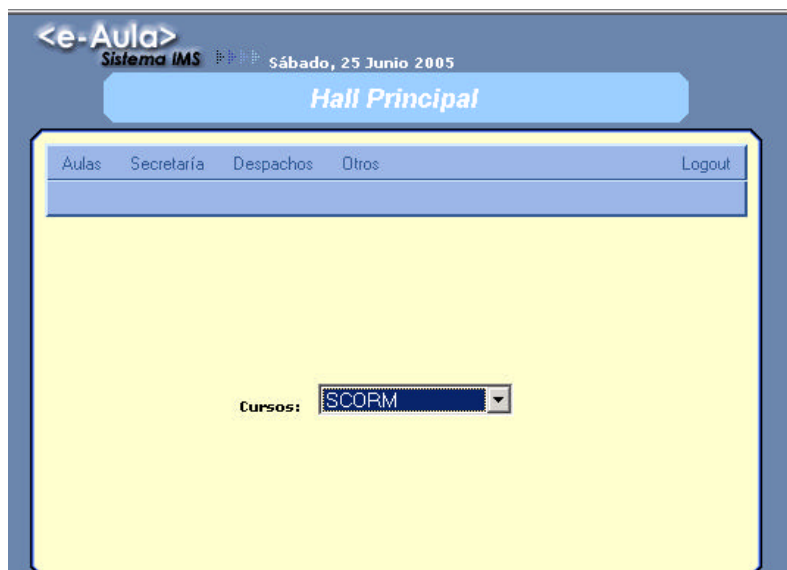 <e-Aula>
Sistema IMS Sábado, 25 Junio 2005
Hall Principal
Aulas Secretaría Despachos Otros Logout
Cursos: SCORM